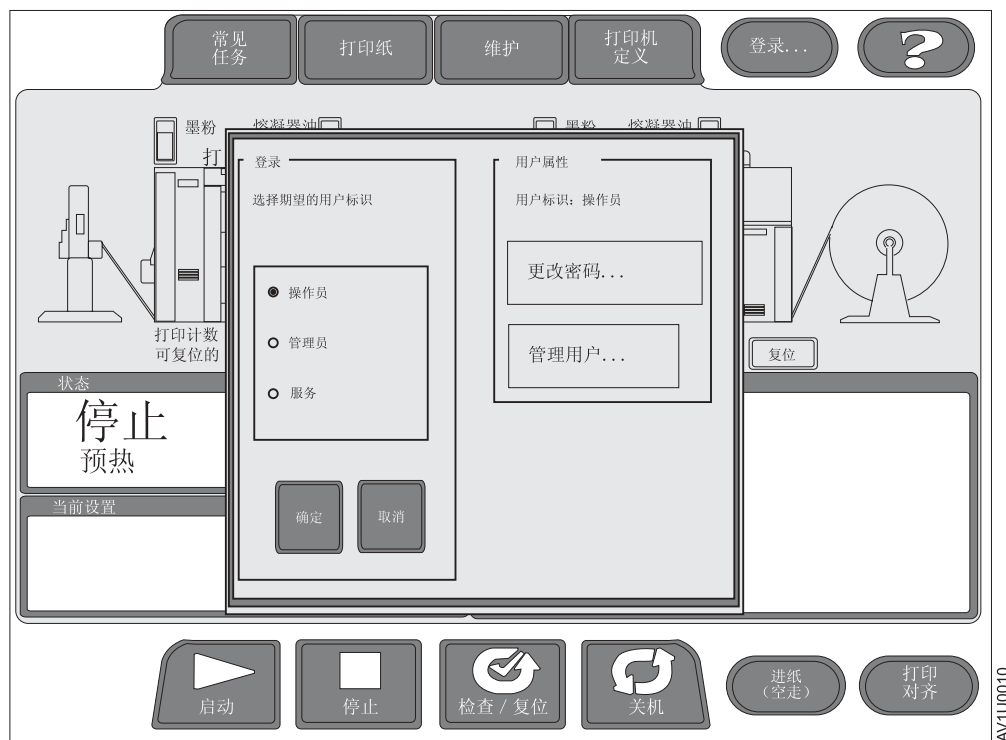 常见
任务
打印纸
维护
打印机
定义
登录...
?
墨粉
熔凝器油
墨粉
熔凝器油
打
登录
选择期望的用户标识
操作员
管理员
服务
确定
取消
用户属性
用户标识：操作员
更改密码...
管理用户...
打印计数
可复位的
复位
状态
停止
预热
当前设置
启动
停止
检查 / 复位
关机
进纸
（空走）
打印
对齐
AV1U0010